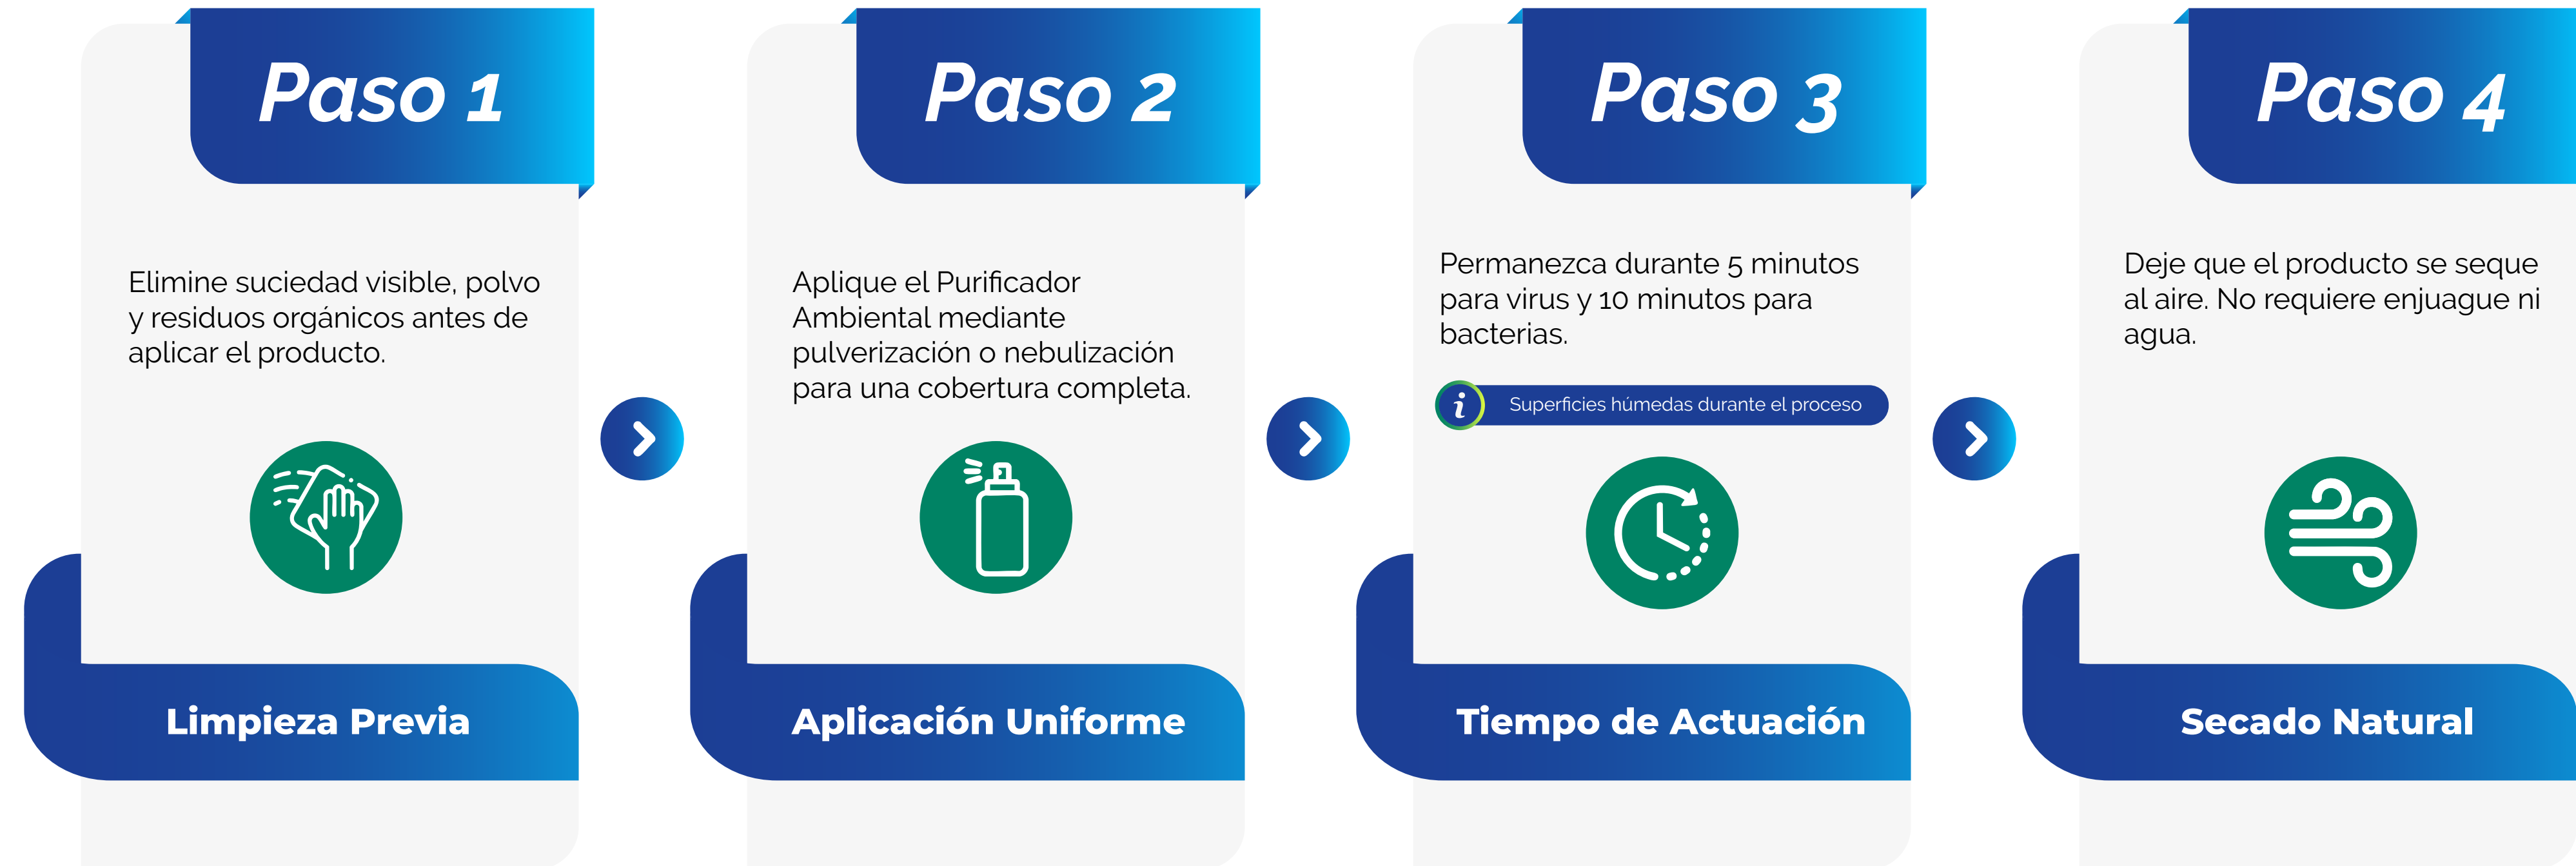 Paso 1
Elimine suciedad visible, polvo
y residuos orgánicos antes de
aplicar el producto.
Limpieza Previa
Paso 2
Aplique el Purificador
Ambiental mediante
pulverización o nebulización
para una cobertura completa.
Aplicación Uniforme
Paso 3
Permanezca durante 5 minutos
para virus y 10 minutos para
bacterias.
i Superficies húmedas durante el proceso
Tiempo de Actuación
Paso 4
Deje que el producto se seque
al aire. No requiere enjuague ni
agua.
Secado Natural